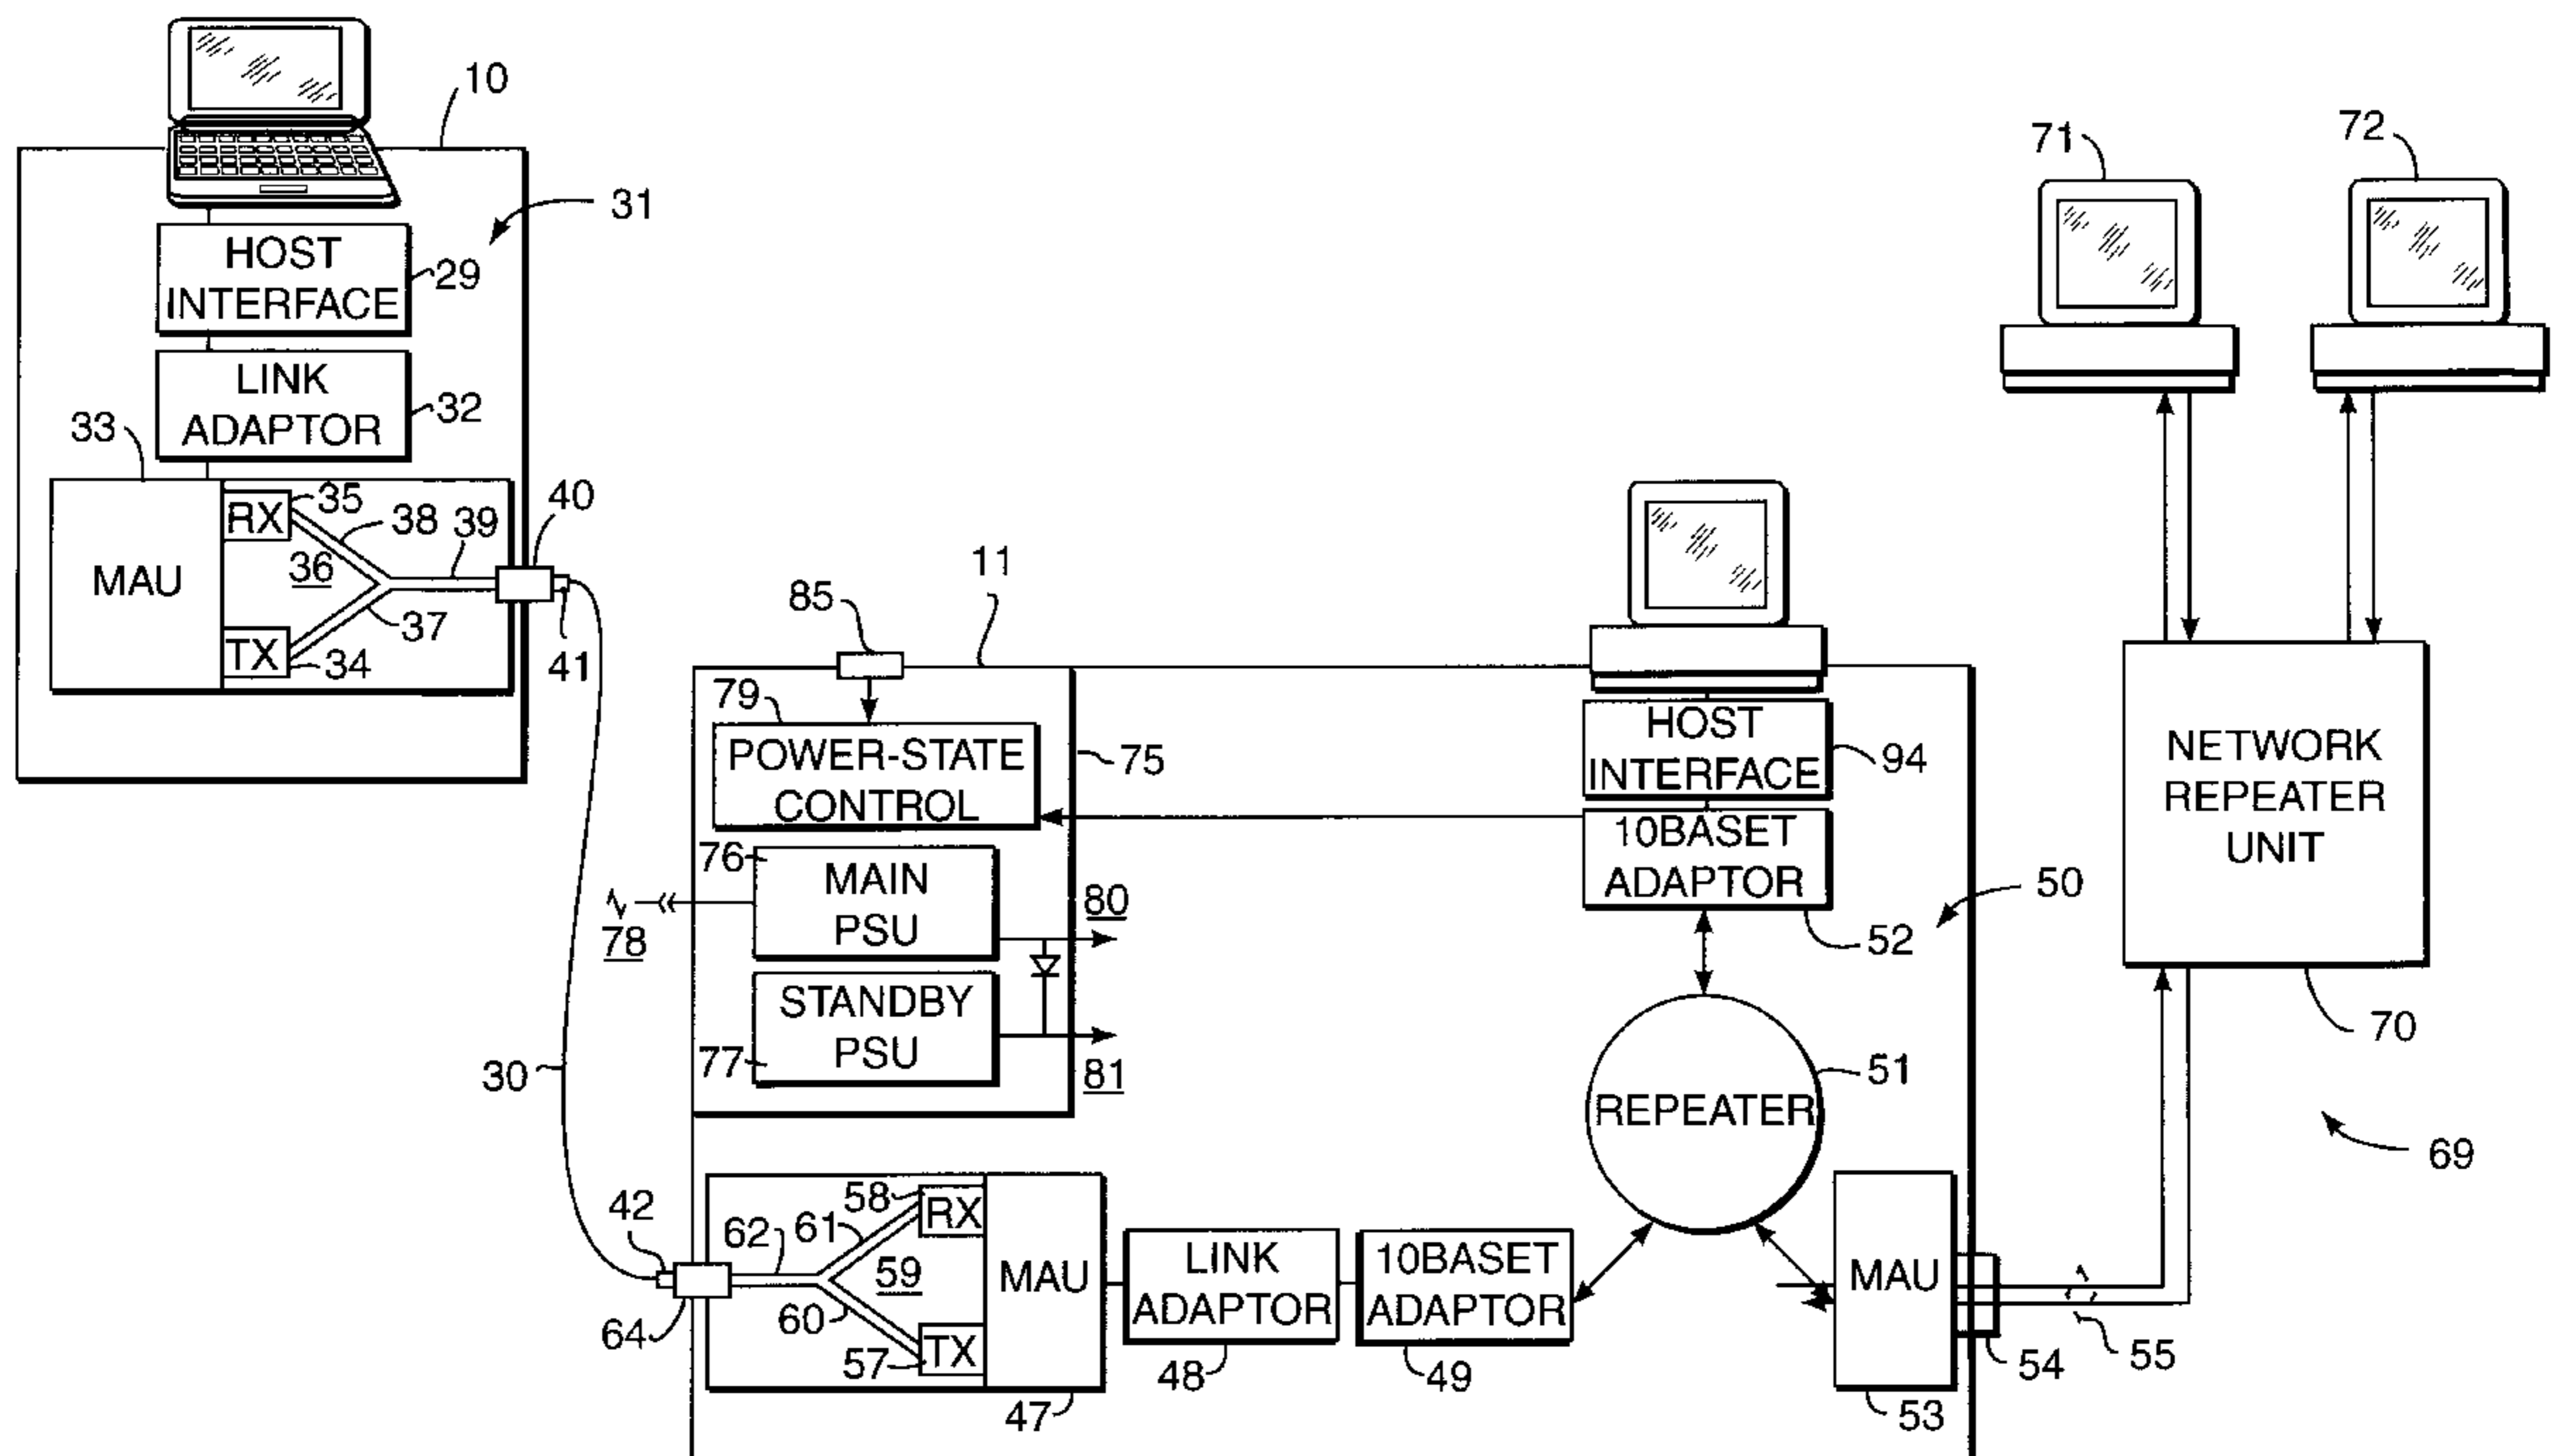 10
31
HOST
INTERFACE
29
LINK
ADAPTOR
32
33
MAU
RX
35
36
38
39
40
37
TX
34
41
30
71
72
NETWORK
REPEATER
UNIT
70
69
11
85
79
POWER-STATE
CONTROL
75
76
MAIN
PSU
78
80
STANDBY
PSU
77
81
HOST
INTERFACE
94
10BASET
ADAPTOR
52
50
REPEATER
51
42
64
62
61
58
RX
59
60
57
TX
MAU
47
LINK
ADAPTOR
48
10BASET
ADAPTOR
49
MAU
53
54
55